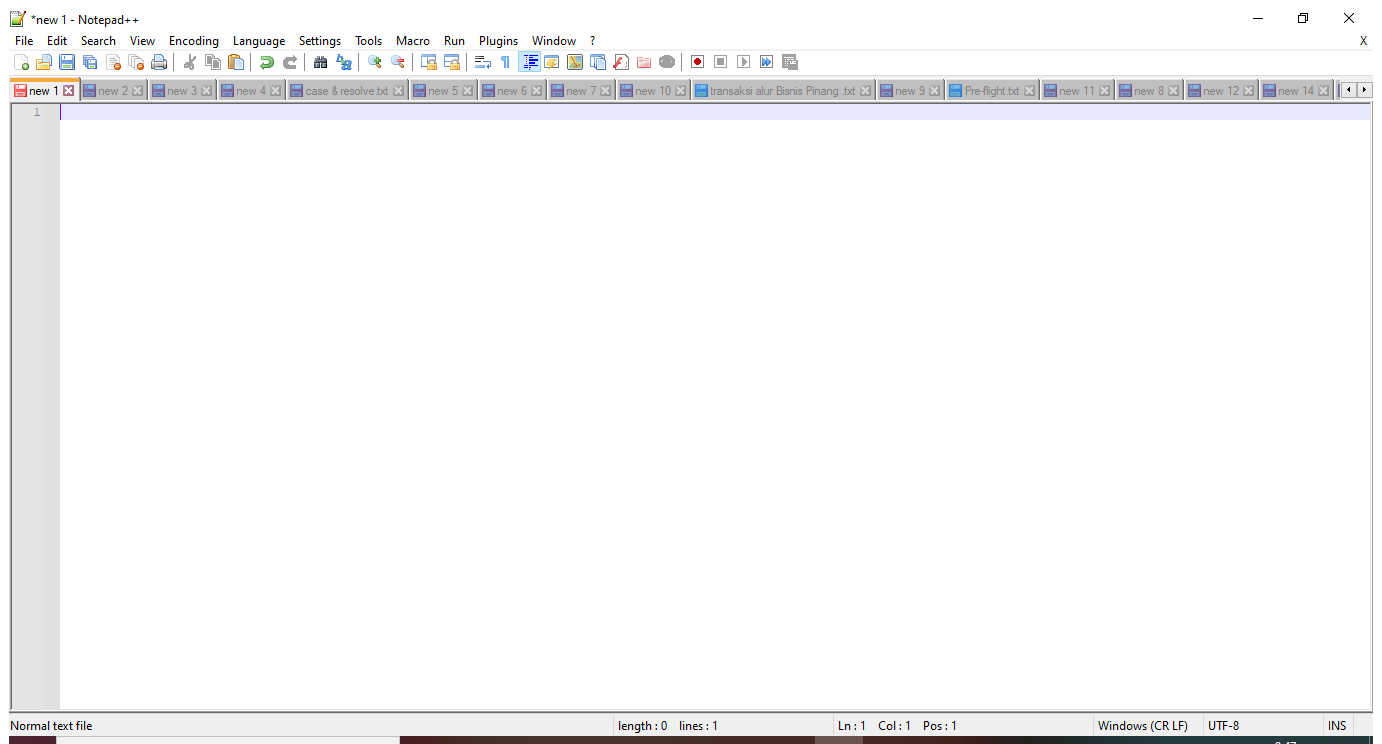 *new 1 - Notepad++
File Edit Search View Encoding Language Settings Tools Macro Run Plugins Window ? X
new 1 new 2 new 3 new 4 case & resolve.txt new 5 new 6 new 7 new 10 transaksi alur Bisnis Pinang .txt new 9 Pre-flight.txt new 11 new 8 new 12 new 14
1
Normal text file length : 0 lines : 1 Ln : 1 Col : 1 Pos : 1 Windows (CR LF) UTF-8 INS